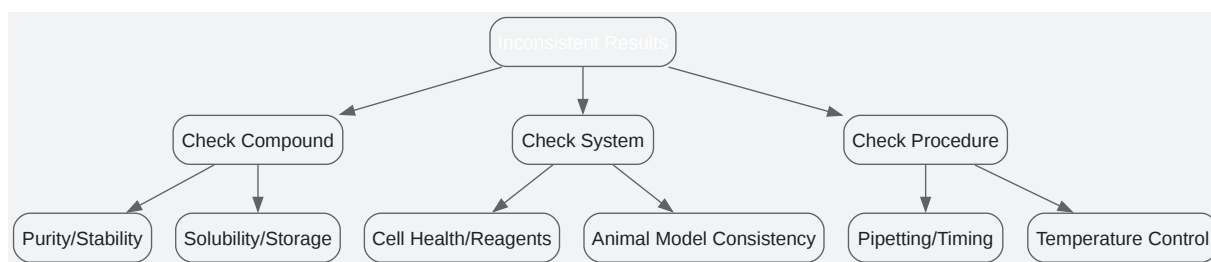 Inconsistent Results
Check Compound
Check System
Check Procedure
Purity/Stability
Solubility/Storage
Cell Health/Reagents
Animal Model Consistency
Pipetting/Timing
Temperature Control